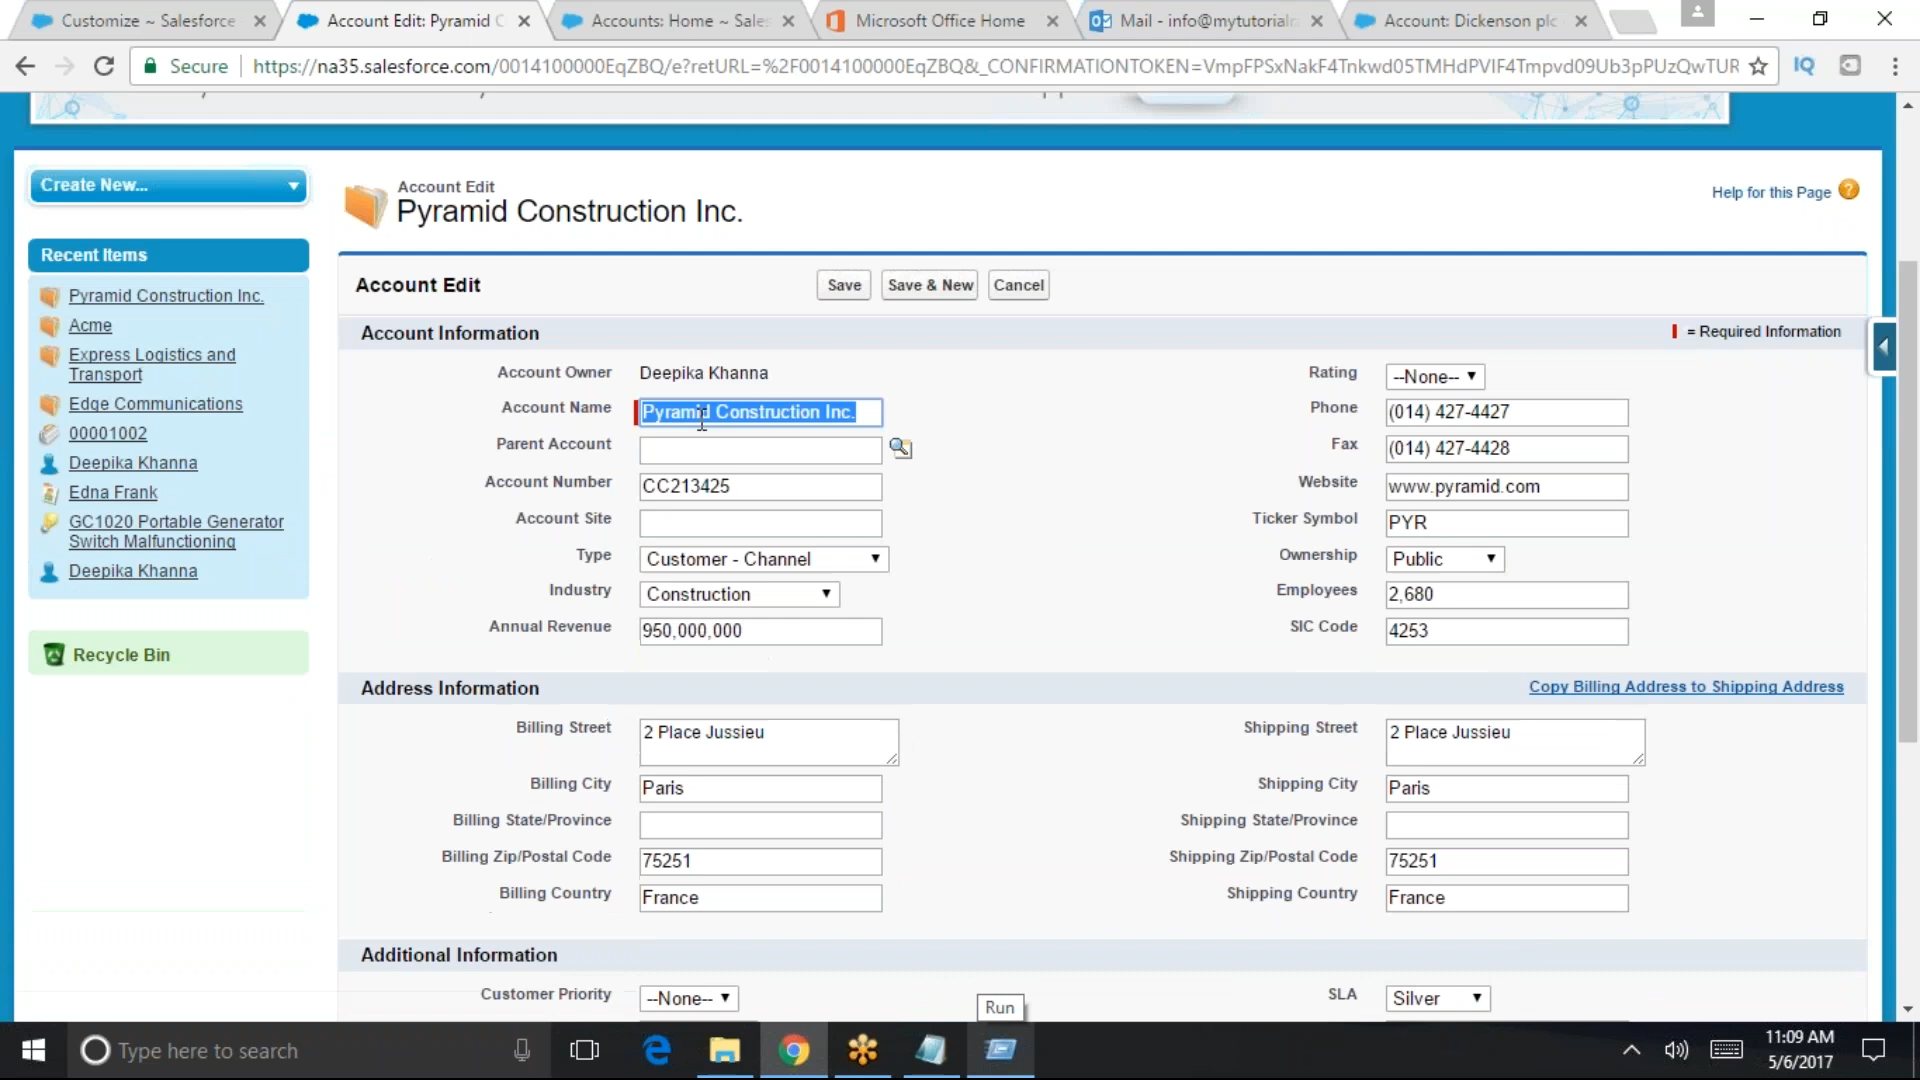 Customize ~ Salesforce
Account Edit: Pyramid C
Accounts: Home ~ Sales
Microsoft Office Home
Mail - info@mytutorialr
Account: Dickenson plc
Secure
https://na35.salesforce.com/0014100000EqZBQ/e?retURL=%2F0014100000EqZBQ&_CONFIRMATIONTOKEN=VmpFPSxNakF4Tnkwd05TMHdPVlF4Tmpvd09Ub3pPUzQwTUR
IQ
Create New...
Account Edit
Pyramid Construction Inc.
Help for this Page
Recent Items
Pyramid Construction Inc.
Acme
Express Logistics and
Transport
Edge Communications
00001002
Deepika Khanna
Edna Frank
GC1020 Portable Generator
Switch Malfunctioning
Deepika Khanna
Recycle Bin
Account Edit
Save
Save & New
Cancel
Account Information
= Required Information
Account Owner Deepika Khanna
Rating --None--
Account Name Pyramid Construction Inc.
Phone (014) 427-4427
Parent Account
Fax (014) 427-4428
Account Number CC213425
Website www.pyramid.com
Account Site
Ticker Symbol PYR
Type Customer - Channel
Ownership Public
Industry Construction
Employees 2,680
Annual Revenue 950,000,000
SIC Code 4253
Address Information
Copy Billing Address to Shipping Address
Billing Street 2 Place Jussieu
Shipping Street 2 Place Jussieu
Billing City Paris
Shipping City Paris
Billing State/Province
Shipping State/Province
Billing Zip/Postal Code 75251
Shipping Zip/Postal Code 75251
Billing Country France
Shipping Country France
Additional Information
Customer Priority --None--
SLA Silver
Run
Type here to search
11:09 AM
5/6/2017